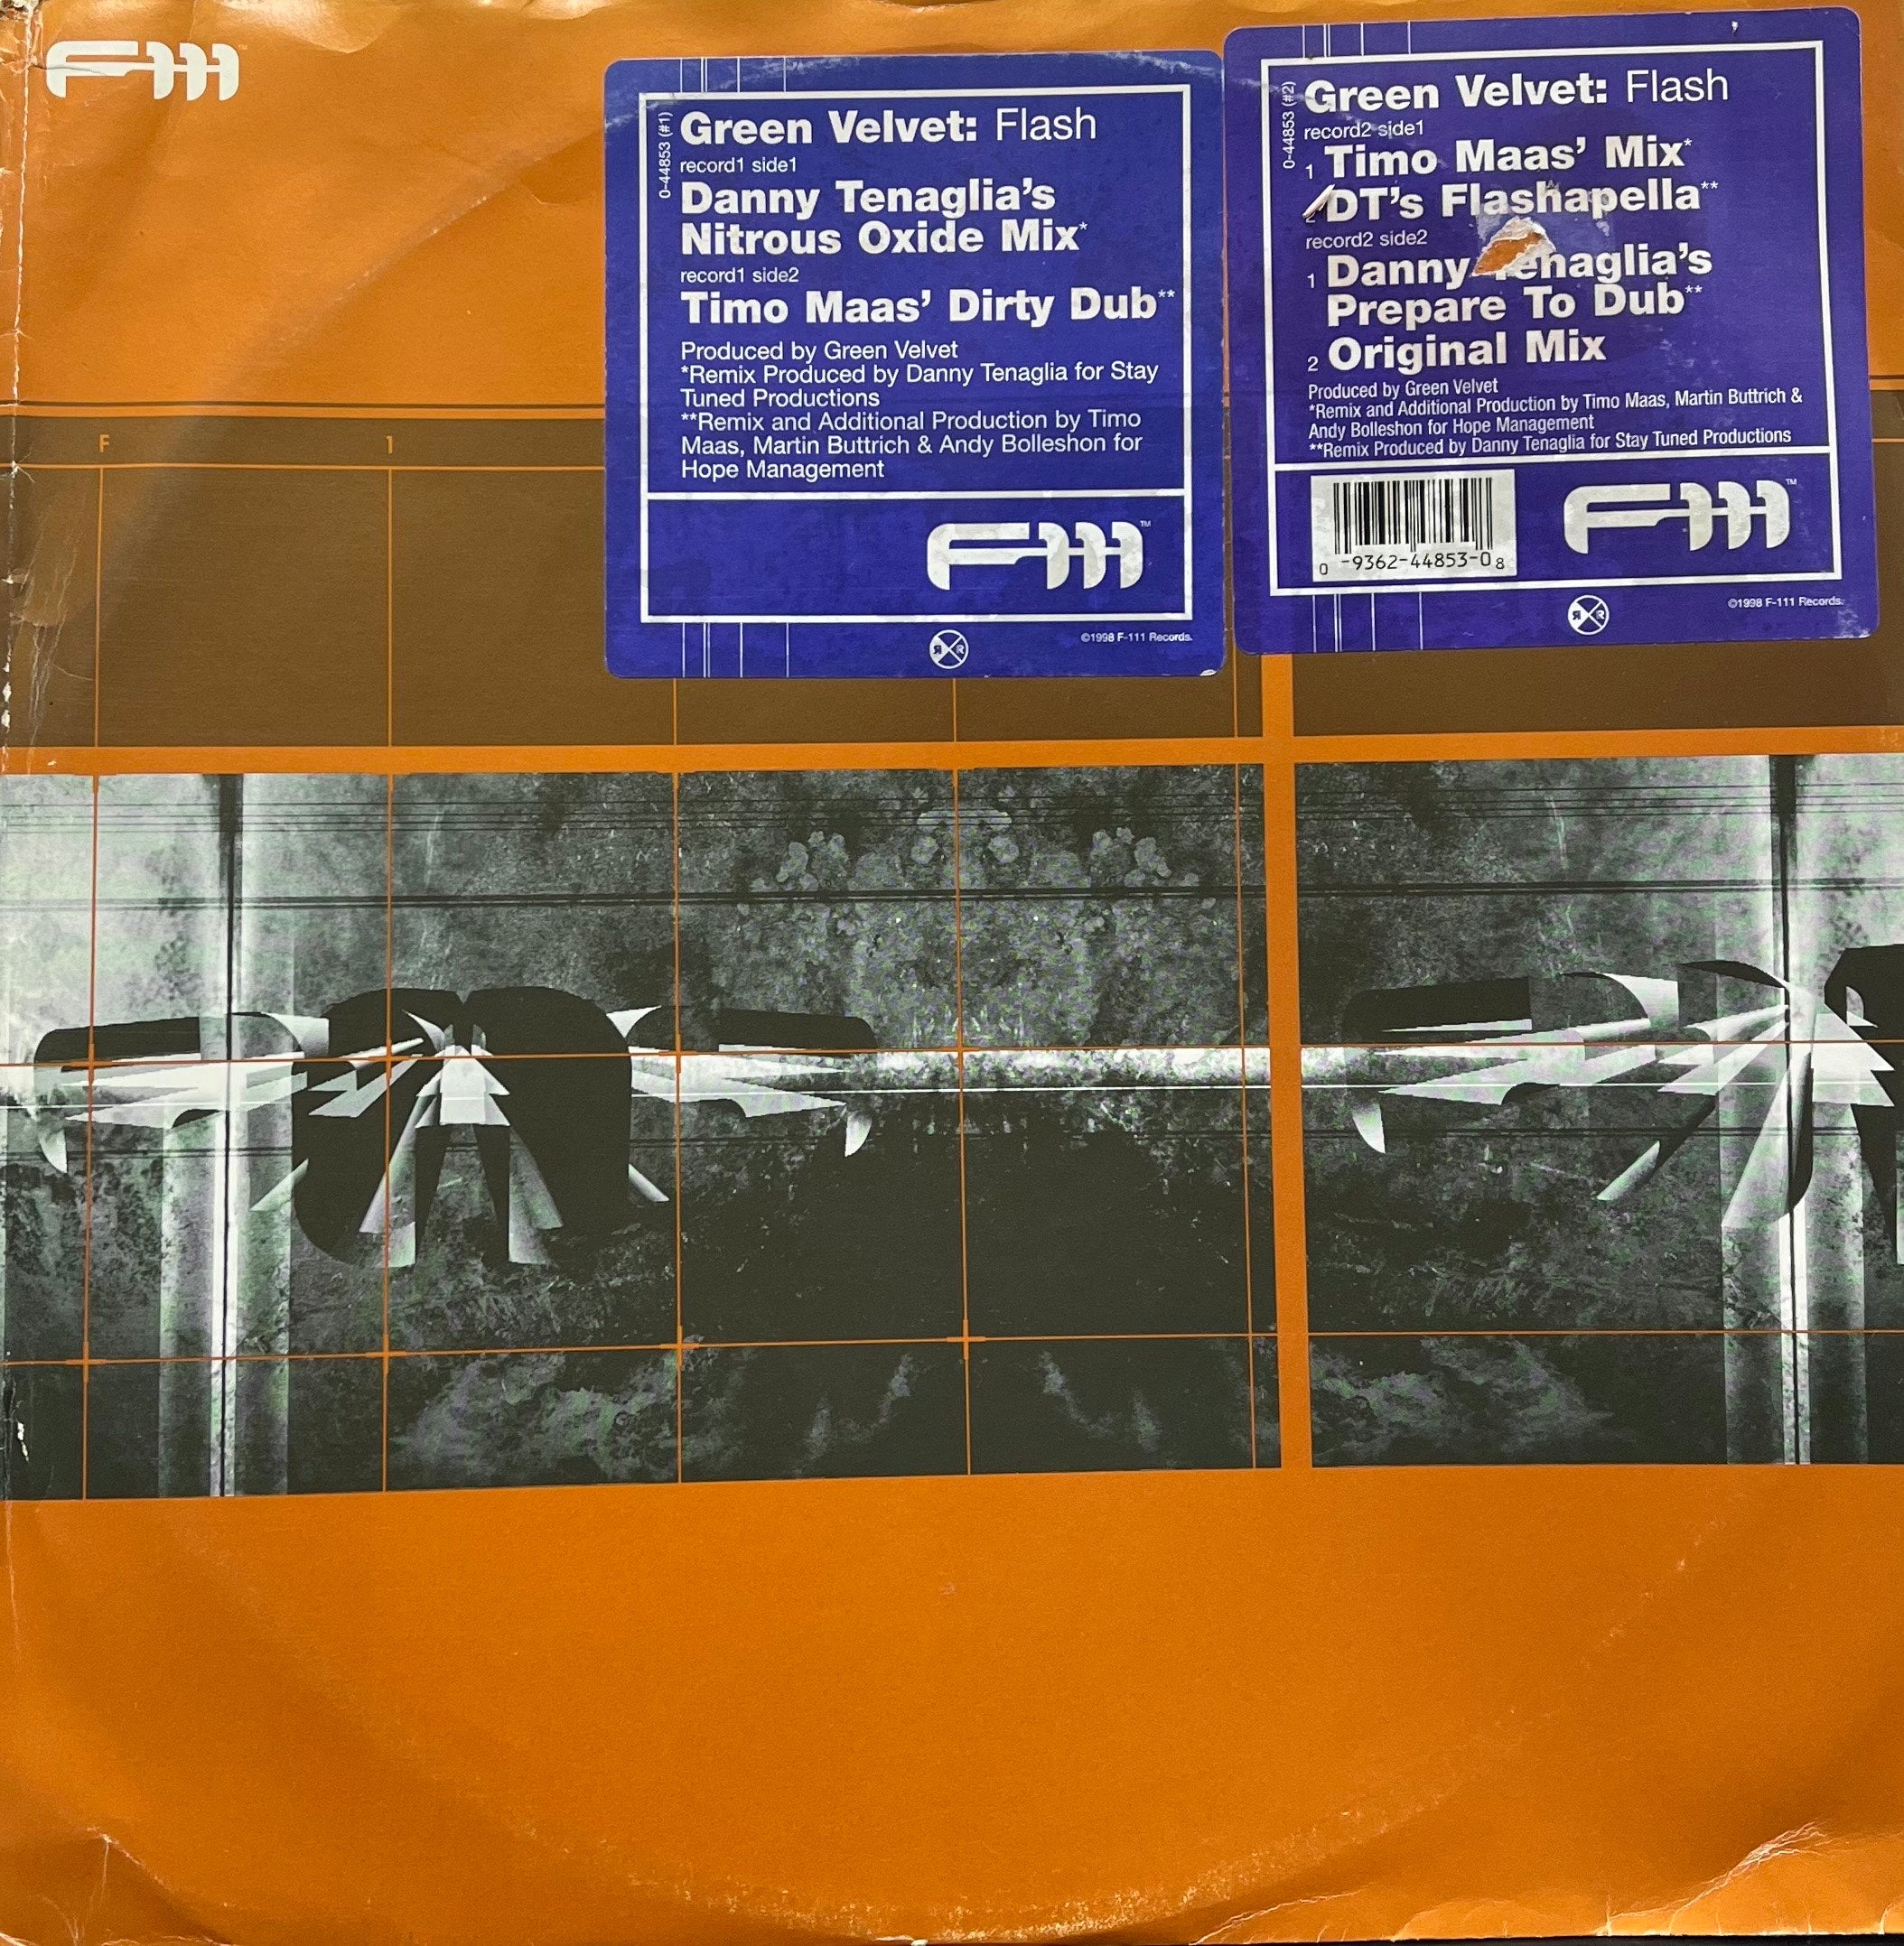 F-111™
0-44853 (#1)
Green Velvet: Flash
record1 side1
Danny Tenaglia's
Nitrous Oxide Mix*
record1 side2
Timo Maas' Dirty Dub**
Produced by Green Velvet
*Remix Produced by Danny Tenaglia for Stay
Tuned Productions
**Remix and Additional Production by Timo
Maas, Martin Buttrich & Andy Bolleshon for
Hope Management
F-111™
RR
©1998 F-111 Records.
0-44853 (#2)
Green Velvet: Flash
record2 side1
1 Timo Maas' Mix*
2 DT's Flashapella**
record2 side2
1 Danny Tenaglia's
Prepare To Dub**
2 Original Mix
Produced by Green Velvet
*Remix and Additional Production by Timo Maas, Martin Buttrich &
Andy Bolleshon for Hope Management
**Remix Produced by Danny Tenaglia for Stay Tuned Productions
0 -9362-44853-0 8
F-111™
RR
©1998 F-111 Records.
F 1